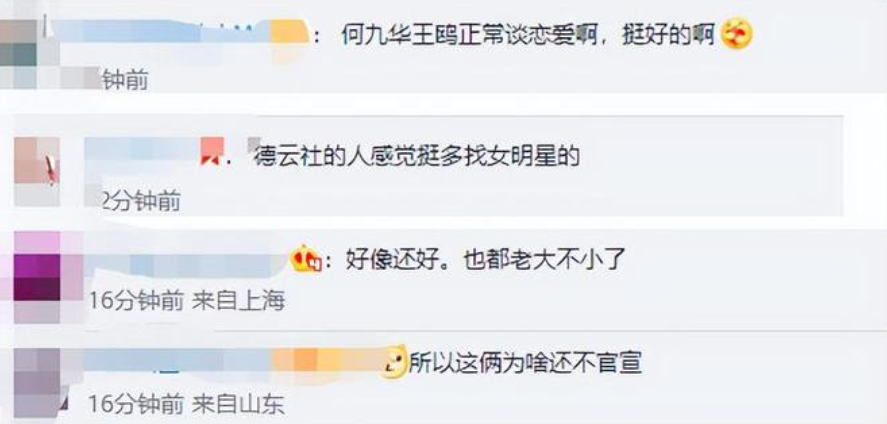 ：何九华王鸥正常谈恋爱啊，挺好的啊
钟前
德云社的人感觉挺多找女明星的
2分钟前
：好像还好。也都老大不小了
16分钟前 来自上海
所以这俩为啥还不官宣
16分钟前 来自山东